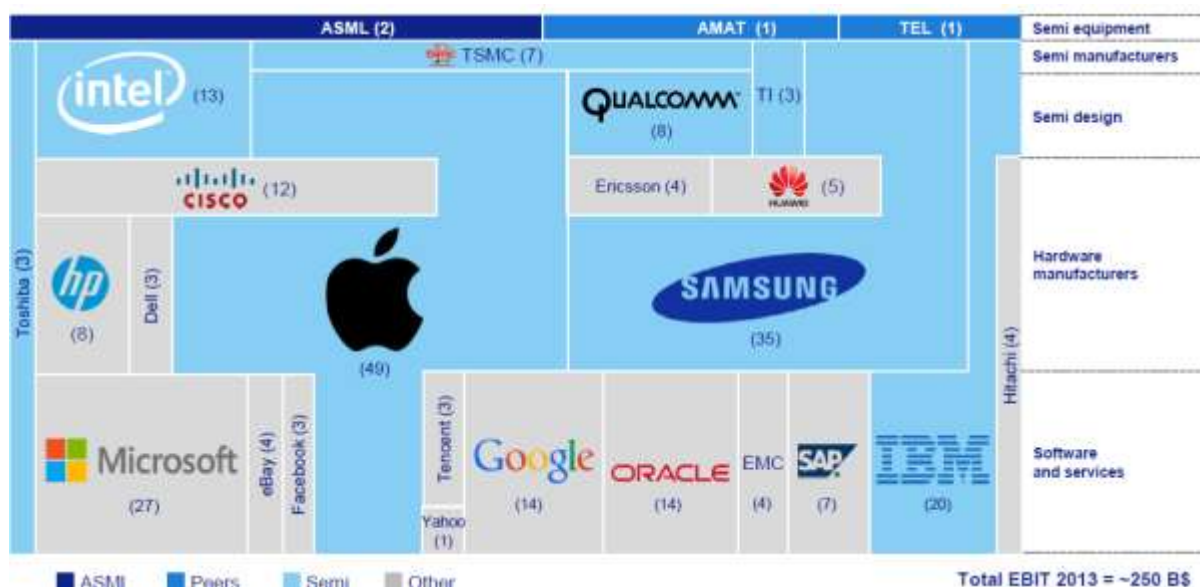 ASML (2)
AMAT (1)
TEL (1)
Semi equipment
TSMC (7)
Semi manufacturers
intel
(13)
QUALCOMM
(8)
TI (3)
Semi design
CISCO
(12)
Ericsson (4)
HUAWEI
(5)
Toshiba (3)
hp
(8)
Dell (3)
(49)
SAMSUNG
(35)
Hitachi (4)
Hardware
manufacturers
Microsoft
(27)
eBay (4)
Facebook (3)
Tencent (3)
Yahoo
(1)
Google
(14)
ORACLE
(14)
EMC
(4)
SAP
(7)
IBM
(20)
Software
and services
ASML
Peers
Semi
Other
Total EBIT 2013 = ~250 B$